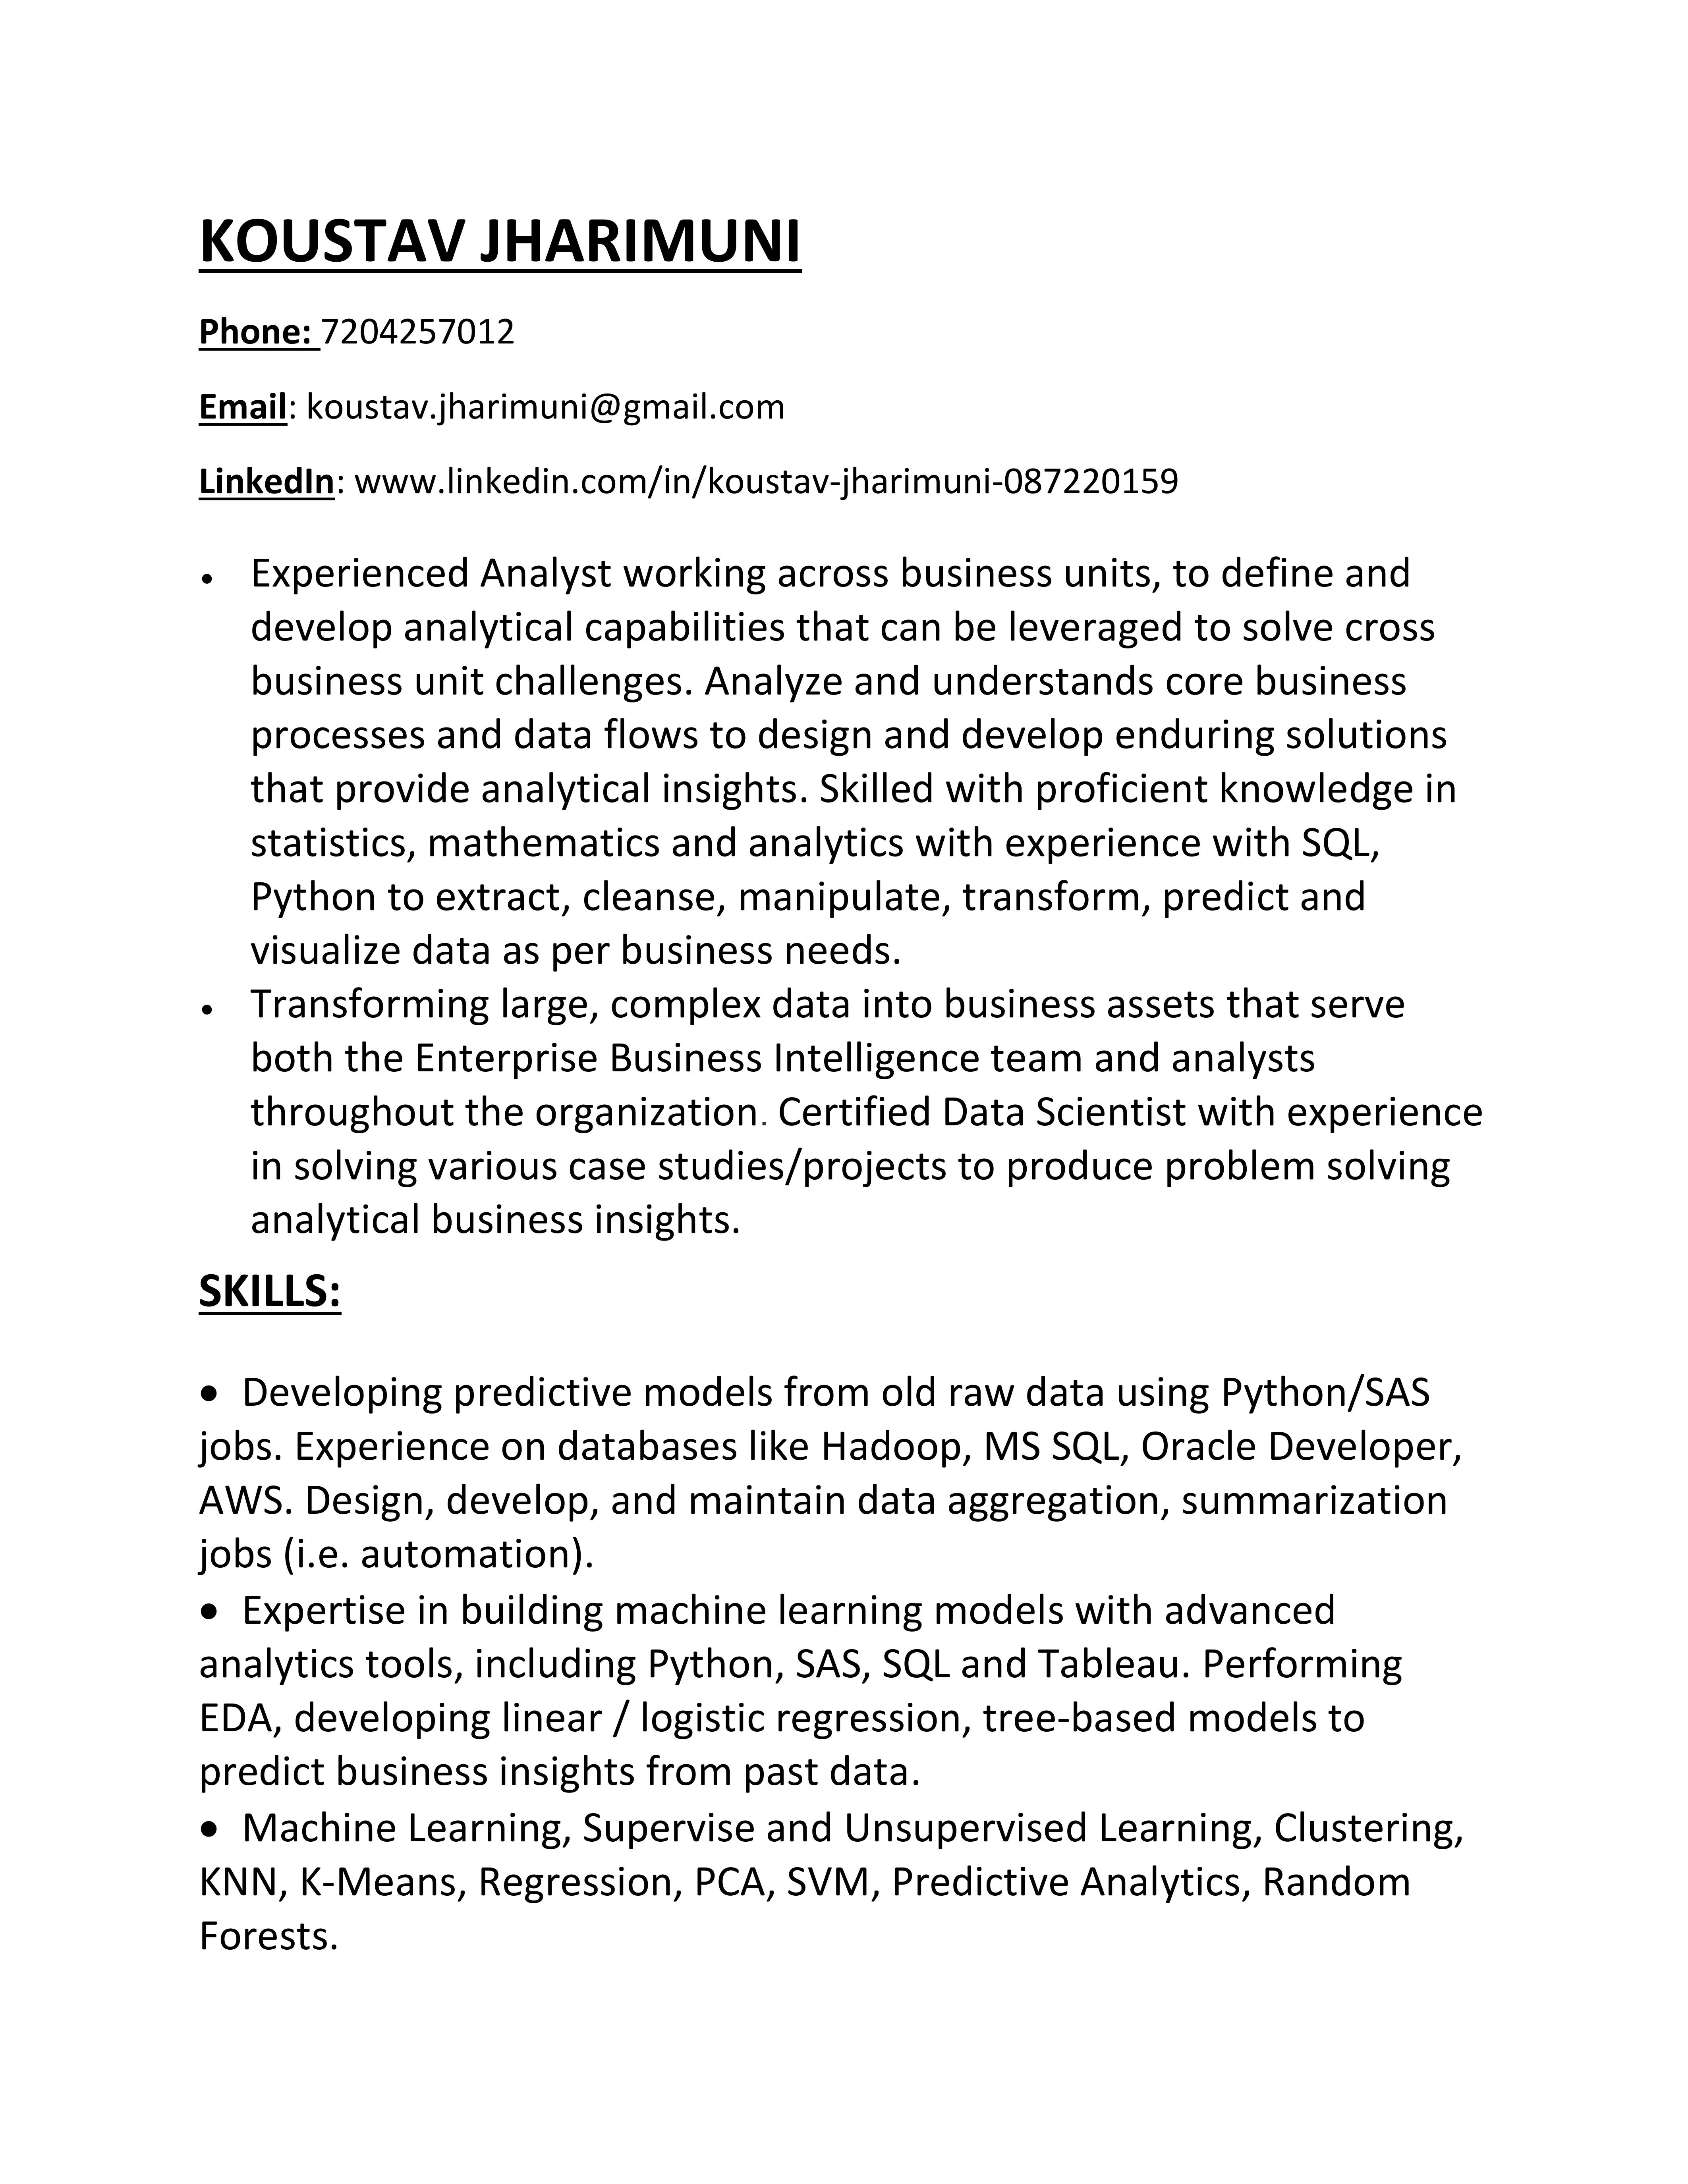 KOUSTAV JHARIMUNI
Phone: 7204257012
Email: koustav.jharimuni@gmail.com
LinkedIn: www.linkedin.com/in/koustav-jharimuni-087220159
• Experienced Analyst working across business units, to define and
develop analytical capabilities that can be leveraged to solve cross
business unit challenges. Analyze and understands core business
processes and data flows to design and develop enduring solutions
that provide analytical insights. Skilled with proficient knowledge in
statistics, mathematics and analytics with experience with SQL,
Python to extract, cleanse, manipulate, transform, predict and
visualize data as per business needs.
• Transforming large, complex data into business assets that serve
both the Enterprise Business Intelligence team and analysts
throughout the organization. Certified Data Scientist with experience
in solving various case studies/projects to produce problem solving
analytical business insights.
SKILLS:
• Developing predictive models from old raw data using Python/SAS
jobs. Experience on databases like Hadoop, MS SQL, Oracle Developer,
AWS. Design, develop, and maintain data aggregation, summarization
jobs (i.e. automation).
• Expertise in building machine learning models with advanced
analytics tools, including Python, SAS, SQL and Tableau. Performing
EDA, developing linear / logistic regression, tree-based models to
predict business insights from past data.
• Machine Learning, Supervise and Unsupervised Learning, Clustering,
KNN, K-Means, Regression, PCA, SVM, Predictive Analytics, Random
Forests.